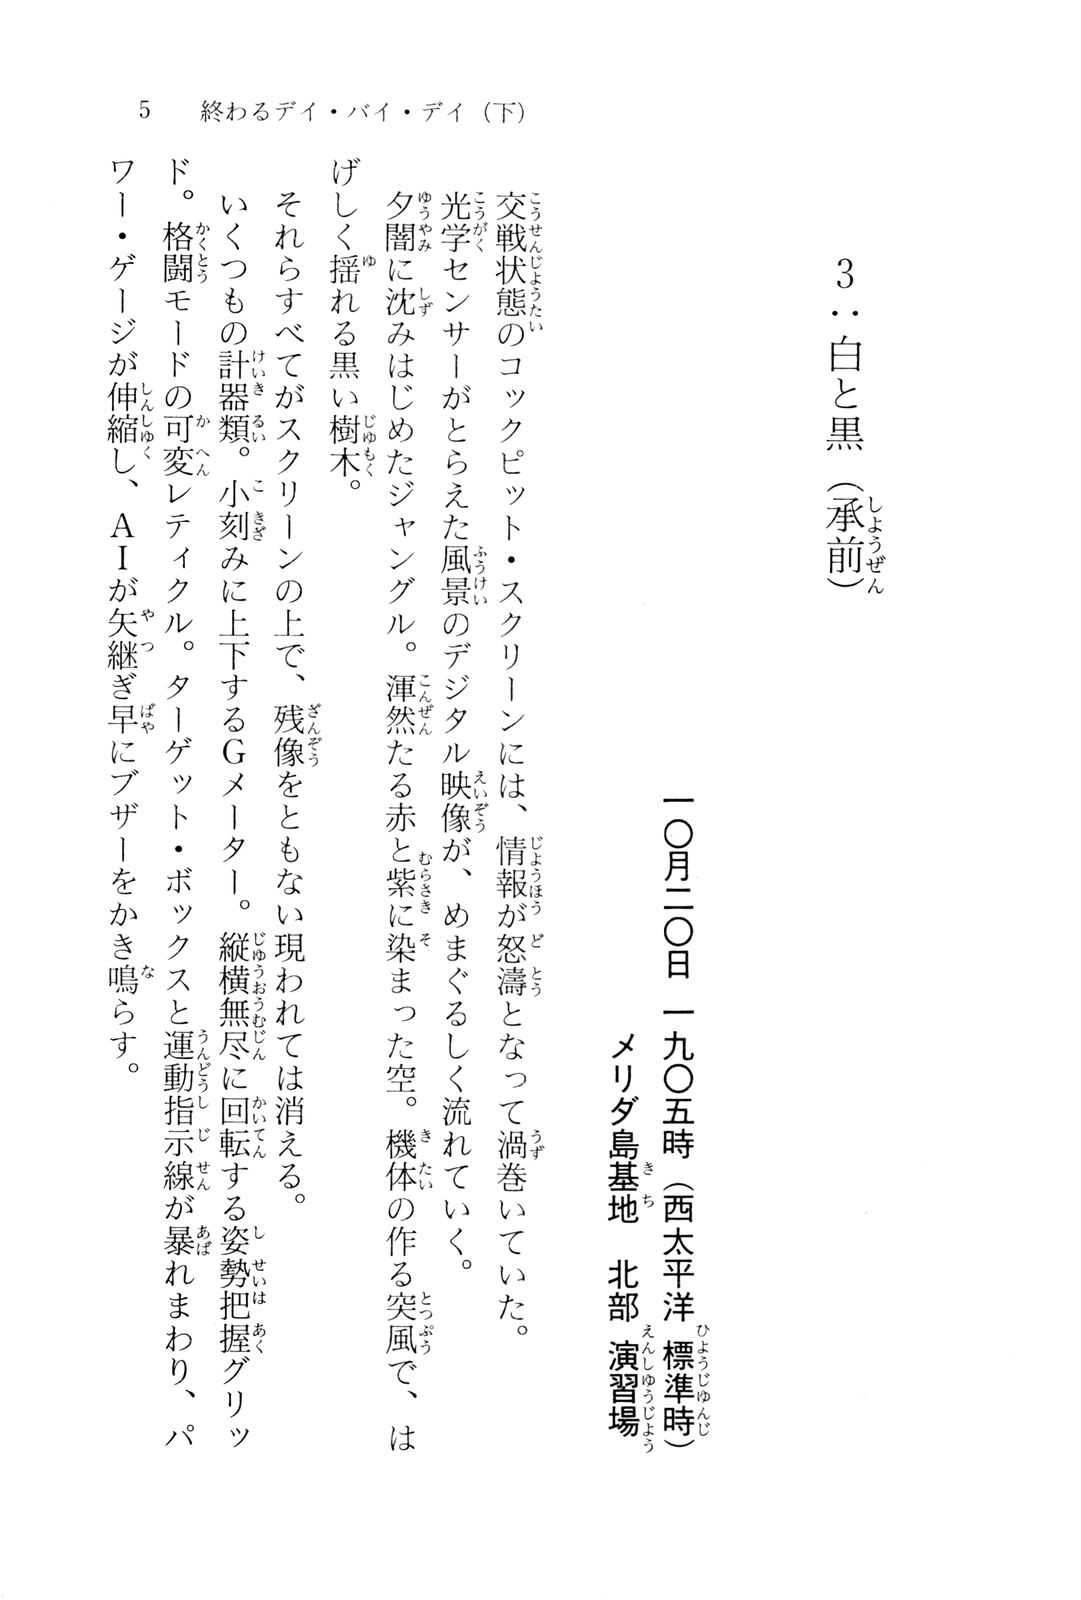 5　終わるデイ・バイ・デイ（下）
3：白と黒（承前）
一〇月二〇日　一九〇五時（西太平洋標準時）
メリダ島基地　北部演習場
交戦状態のコックピット・スクリーンには、情報が怒濤となって渦巻いていた。
光学センサーがとらえた風景のデジタル映像が、めまぐるしく流れていく。
夕闇に沈みはじめたジャングル。渾然たる赤と紫に染まった空。機体の作る突風で、は
げしく揺れる黒い樹木。
それらすべてがスクリーンの上で、残像をともない現われては消える。
いくつもの計器類。小刻みに上下するGメーター。縦横無尽に回転する姿勢把握グリッ
ド。格闘モードの可変レティクル。ターゲット・ボックスと運動指示線が暴れまわり、パ
ワー・ゲージが伸縮し、AIが矢継ぎ早にブザーをかき鳴らす。